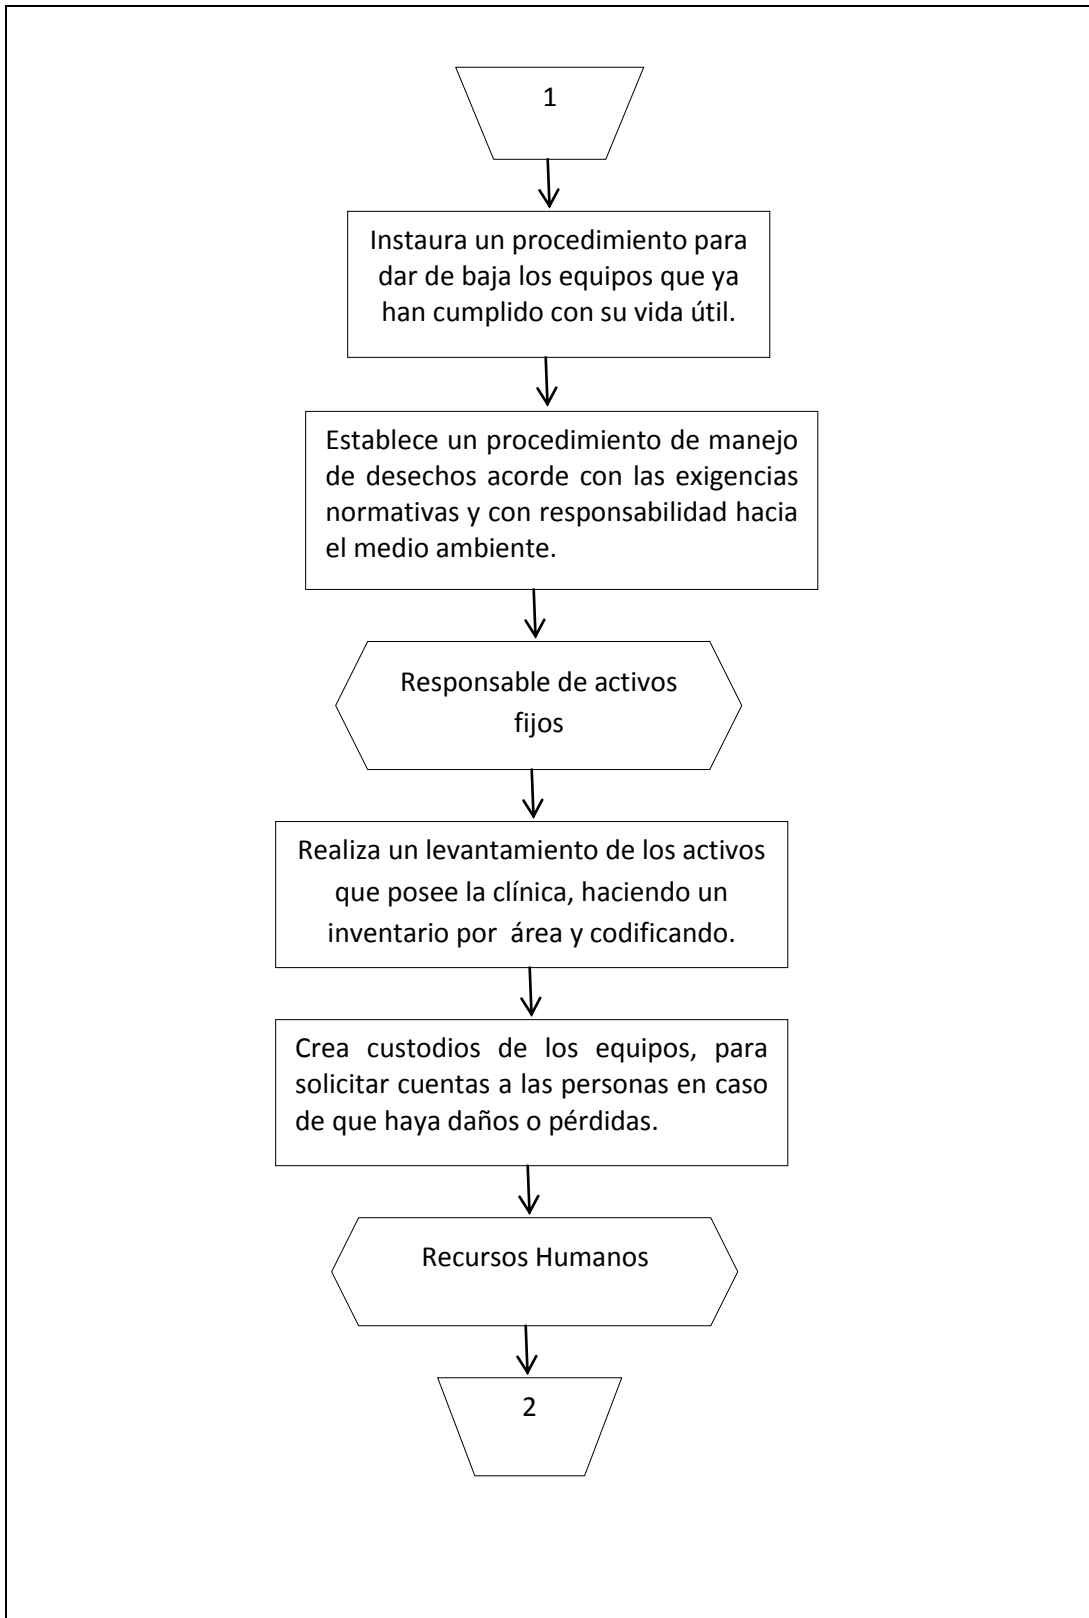 1
Instaura un procedimiento para
dar de baja los equipos que ya
han cumplido con su vida útil.
Establece un procedimiento de manejo
de desechos acorde con las exigencias
normativas y con responsabilidad hacia
el medio ambiente.
Responsable de activos
fijos
Realiza un levantamiento de los activos
que posee la clínica, haciendo un
inventario por área y codificando.
Crea custodios de los equipos, para
solicitar cuentas a las personas en caso
de que haya daños o pérdidas.
Recursos Humanos
2